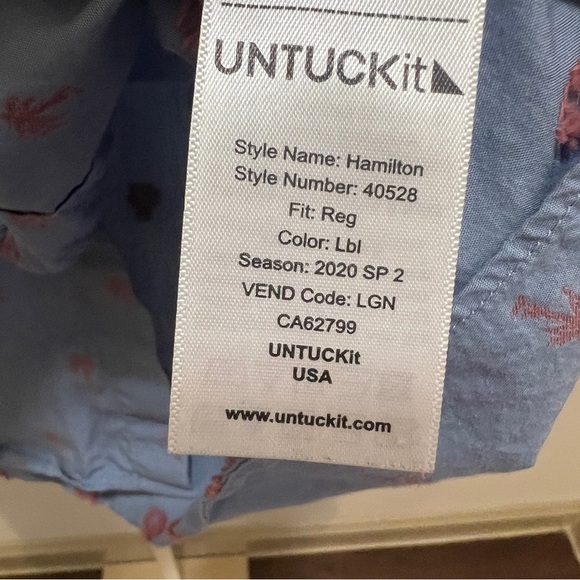 UNTUCKit
Style Name: Hamilton
Style Number: 40528
Fit: Reg
Color: Lbl
Season: 2020 SP 2
VEND Code: LGN
CA62799
UNTUCKit
USA
www.untuckit.com